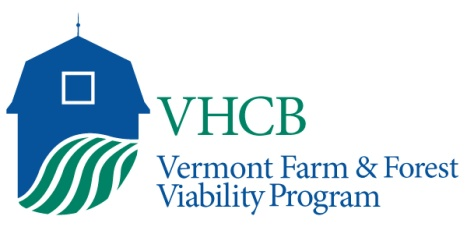 VHCB
Vermont Farm & Forest
Viability Program